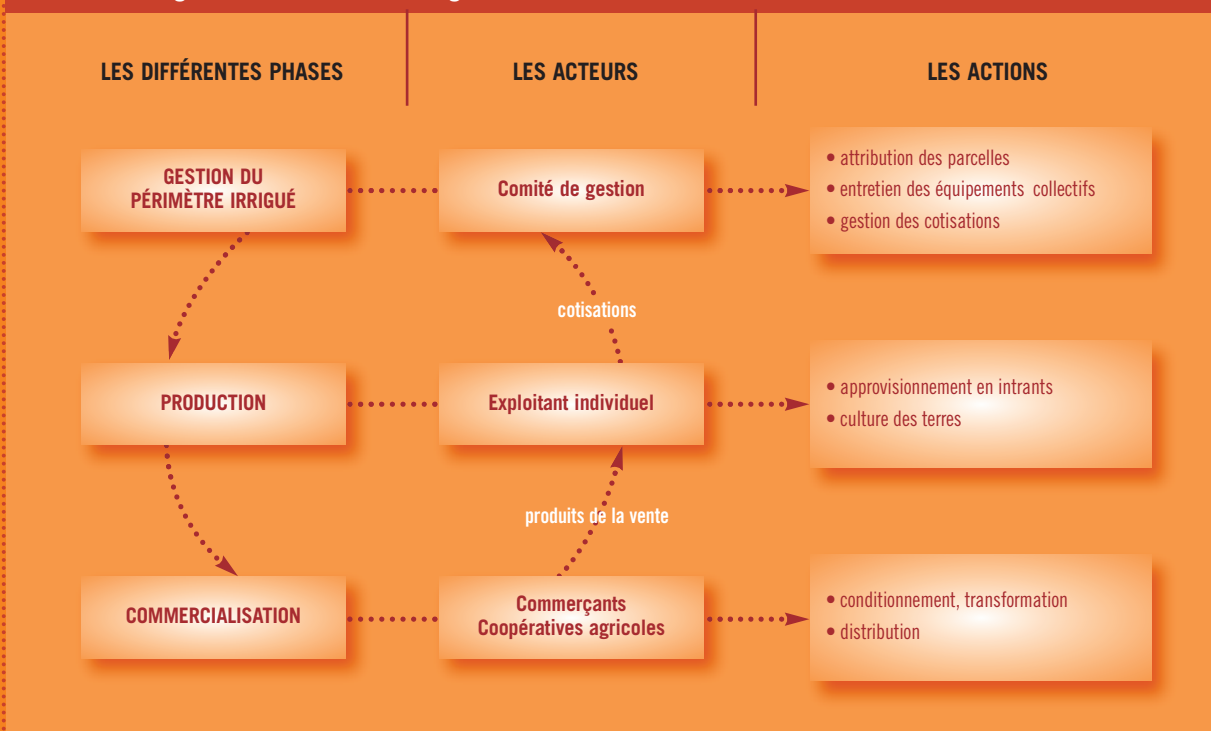 LES DIFFÉRENTES PHASES
LES ACTEURS
LES ACTIONS
GESTION DU
PÉRIMÈTRE IRRIGUÉ
Comité de gestion
• attribution des parcelles
• entretien des équipements collectifs
• gestion des cotisations
cotisations
PRODUCTION
Exploitant individuel
• approvisionnement en intrants
• culture des terres
produits de la vente
COMMERCIALISATION
Commerçants
Coopératives agricoles
• conditionnement, transformation
• distribution